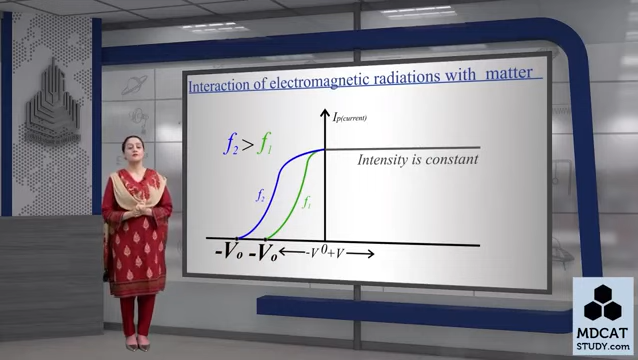 Interaction of electromagnetic radiations with matter
Ip(current)
f2 > f1
Intensity is constant
f2
f1
-Vo -Vo -V 0 +V
MDCAT
STUDY.com